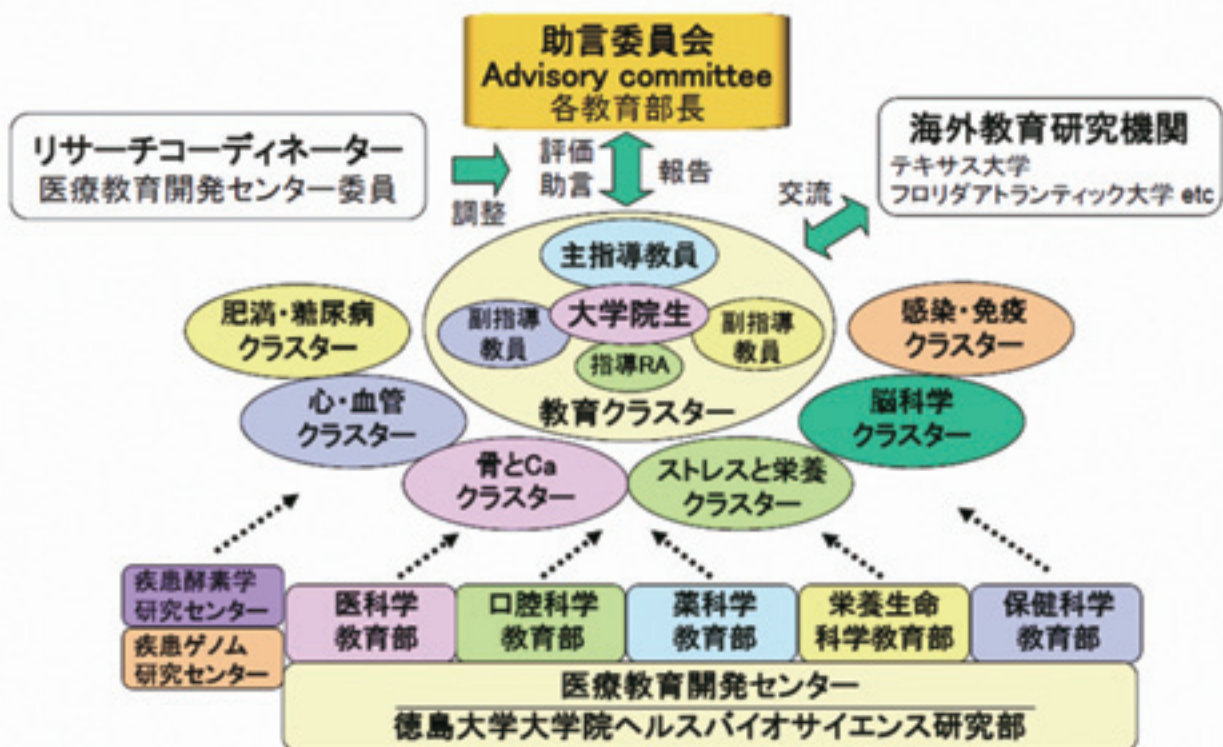 助言委員会
Advisory committee
各教育部長
リサーチコーディネーター
医療教育開発センター委員
調整
評価
助言
報告
海外教育研究機関
テキサス大学
フロリダアトランティック大学 etc
交流
主指導教員
大学院生
副指導
教員
副指導
教員
指導RA
教育クラスター
肥満・糖尿病
クラスター
心・血管
クラスター
骨とCa
クラスター
ストレスと栄養
クラスター
脳科学
クラスター
感染・免疫
クラスター
疾患酵素学
研究センター
疾患ゲノム
研究センター
医科学
教育部
口腔科学
教育部
薬科学
教育部
栄養生命
科学教育部
保健科学
教育部
医療教育開発センター
徳島大学大学院ヘルスバイオサイエンス研究部